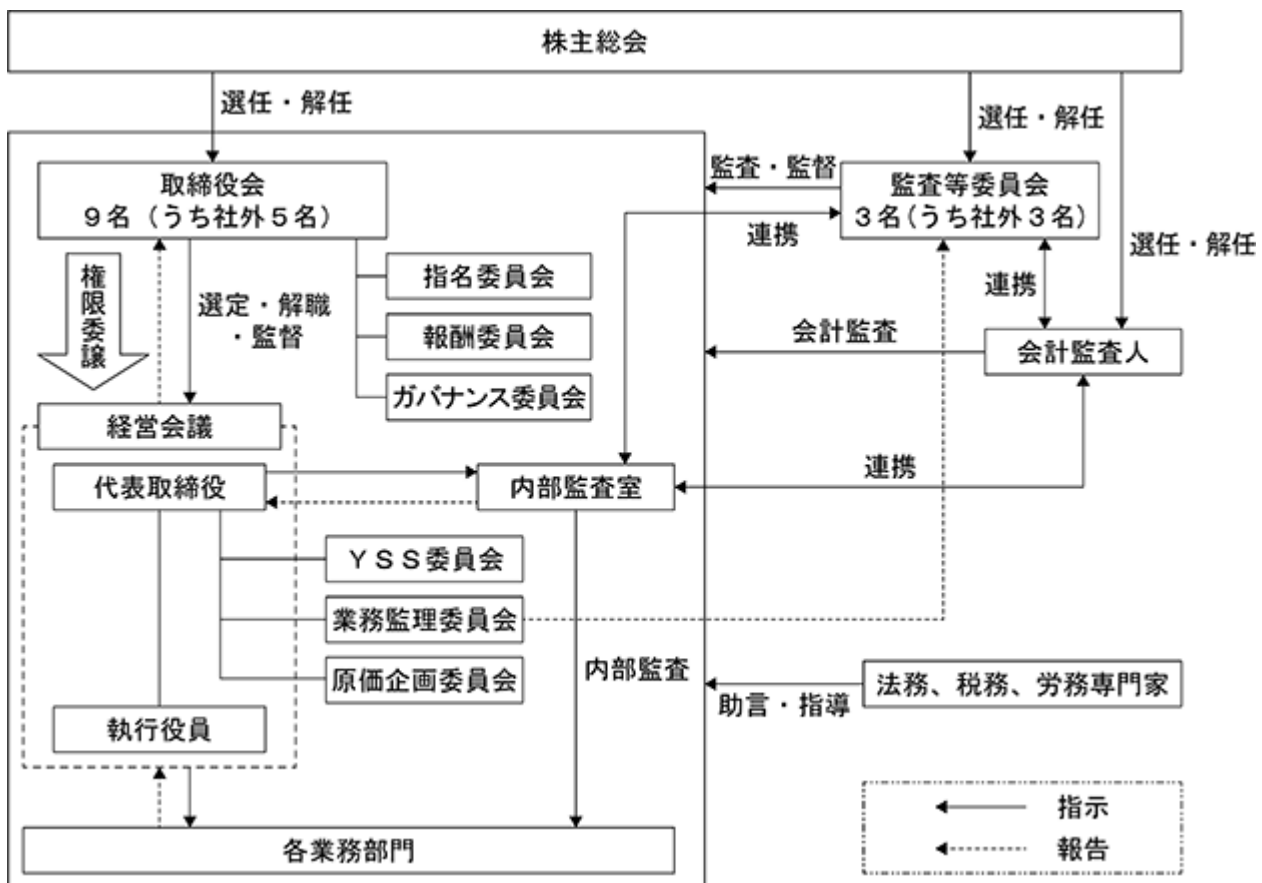 株主総会
選任・解任
選任・解任
選任・解任
取締役会
9名（うち社外5名）
監査・監督
連携
監査等委員会
3名(うち社外3名)
権限委譲
選定・解職
・監督
指名委員会
報酬委員会
ガバナンス委員会
連携
会計監査
会計監査人
経営会議
代表取締役
内部監査室
連携
YSS委員会
業務監理委員会
原価企画委員会
内部監査
執行役員
法務、税務、労務専門家
助言・指導
各業務部門
指示
報告